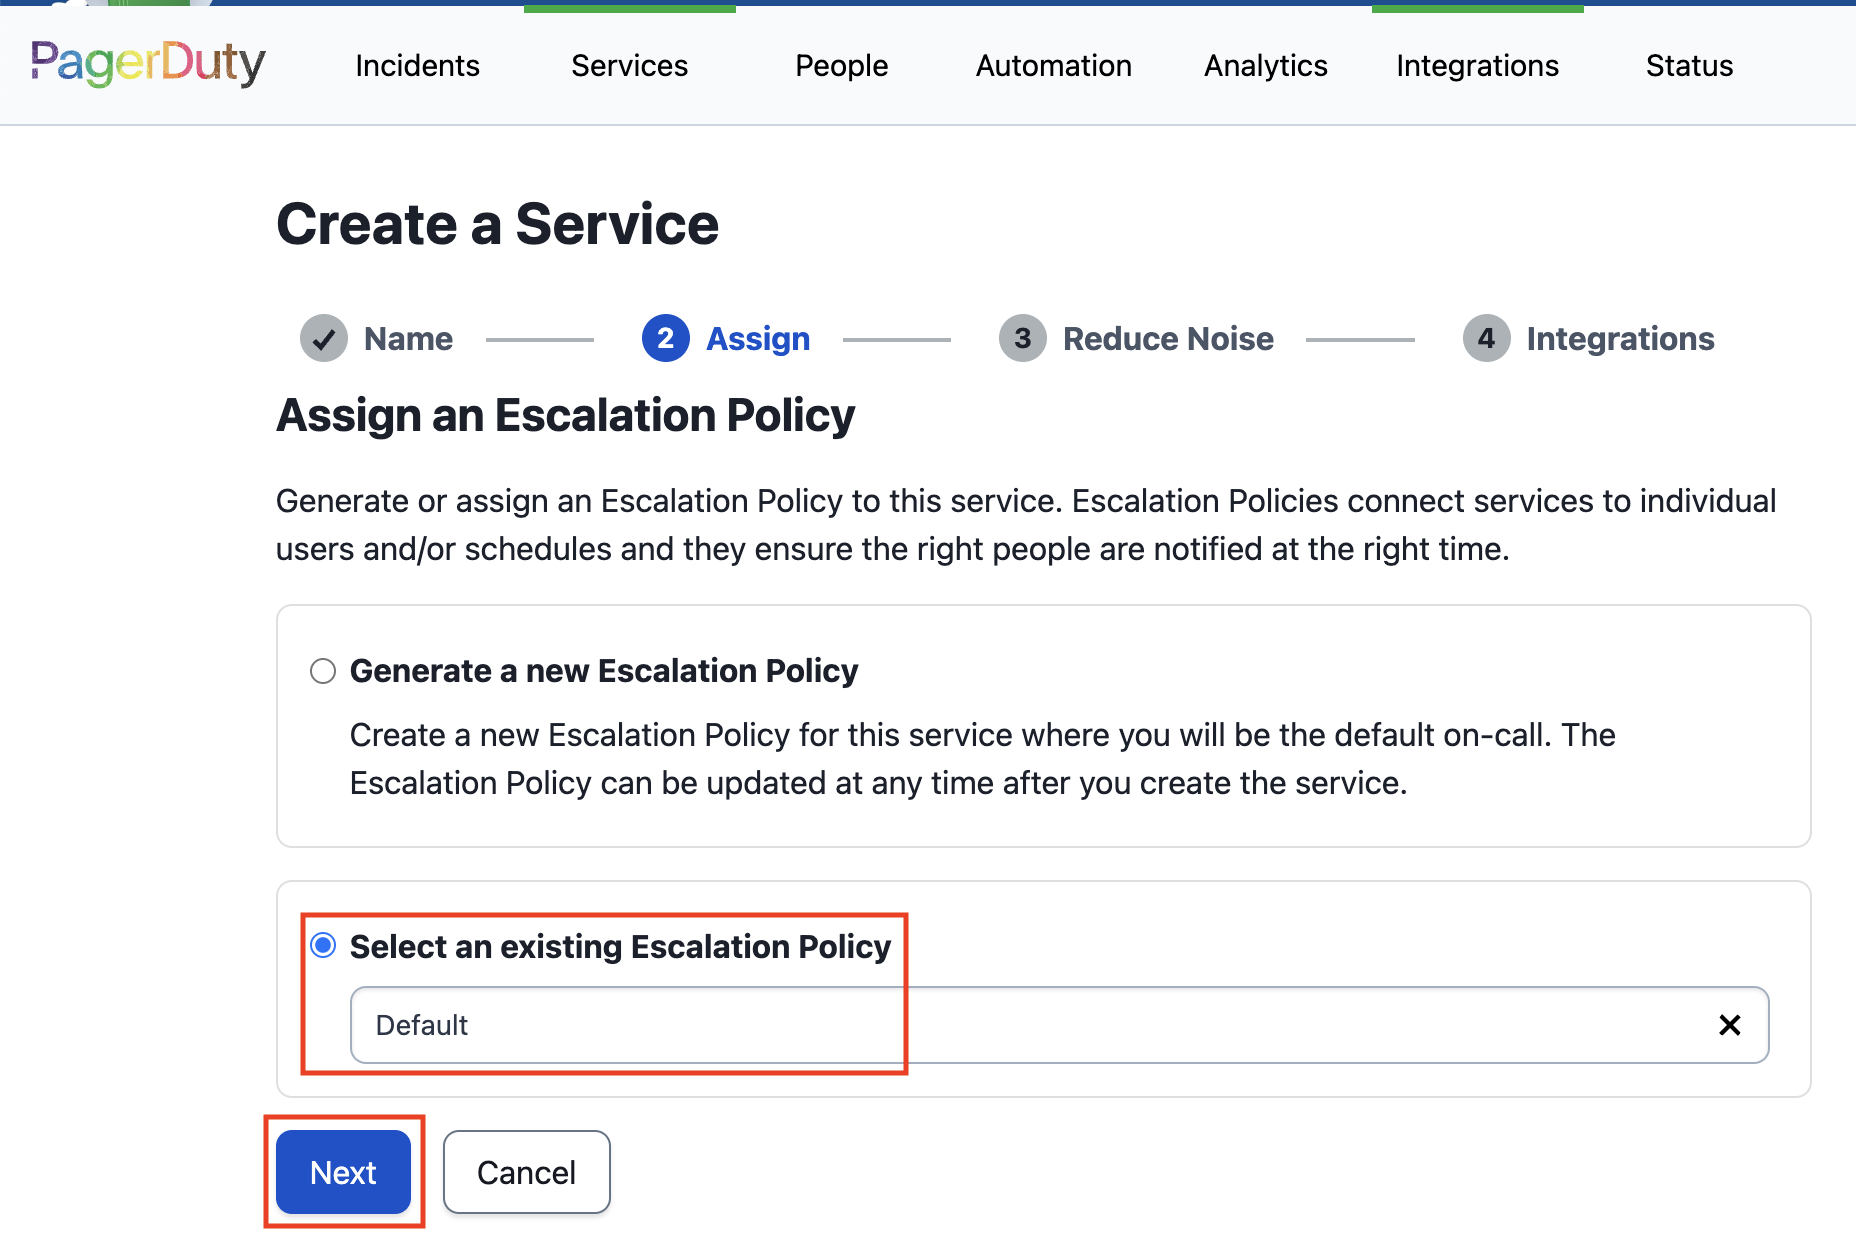 PagerDuty Incidents Services People Automation Analytics Integrations Status
Create a Service
Name 2 Assign 3 Reduce Noise 4 Integrations
Assign an Escalation Policy
Generate or assign an Escalation Policy to this service. Escalation Policies connect services to individual
users and/or schedules and they ensure the right people are notified at the right time.
Generate a new Escalation Policy
Create a new Escalation Policy for this service where you will be the default on-call. The
Escalation Policy can be updated at any time after you create the service.
Select an existing Escalation Policy
Default
Next Cancel